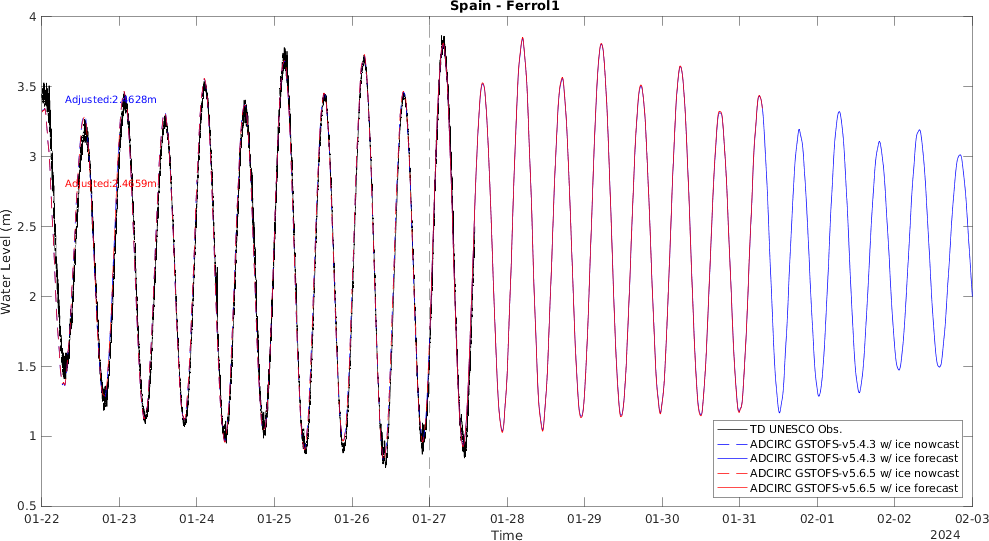 Spain - Ferrol1
4
3.5
3
2.5
2
1.5
1
0.5
Water Level (m)
Adjusted:2.4659m
TD UNESCO Obs.
ADCIRC GSTOFS-v5.4.3 w/ ice nowcast
ADCIRC GSTOFS-v5.4.3 w/ ice forecast
ADCIRC GSTOFS-v5.6.5 w/ ice nowcast
ADCIRC GSTOFS-v5.6.5 w/ ice forecast
01-22 01-23 01-24 01-25 01-26 01-27 01-28 01-29 01-30 01-31 02-01 02-02 02-03
Time
2024